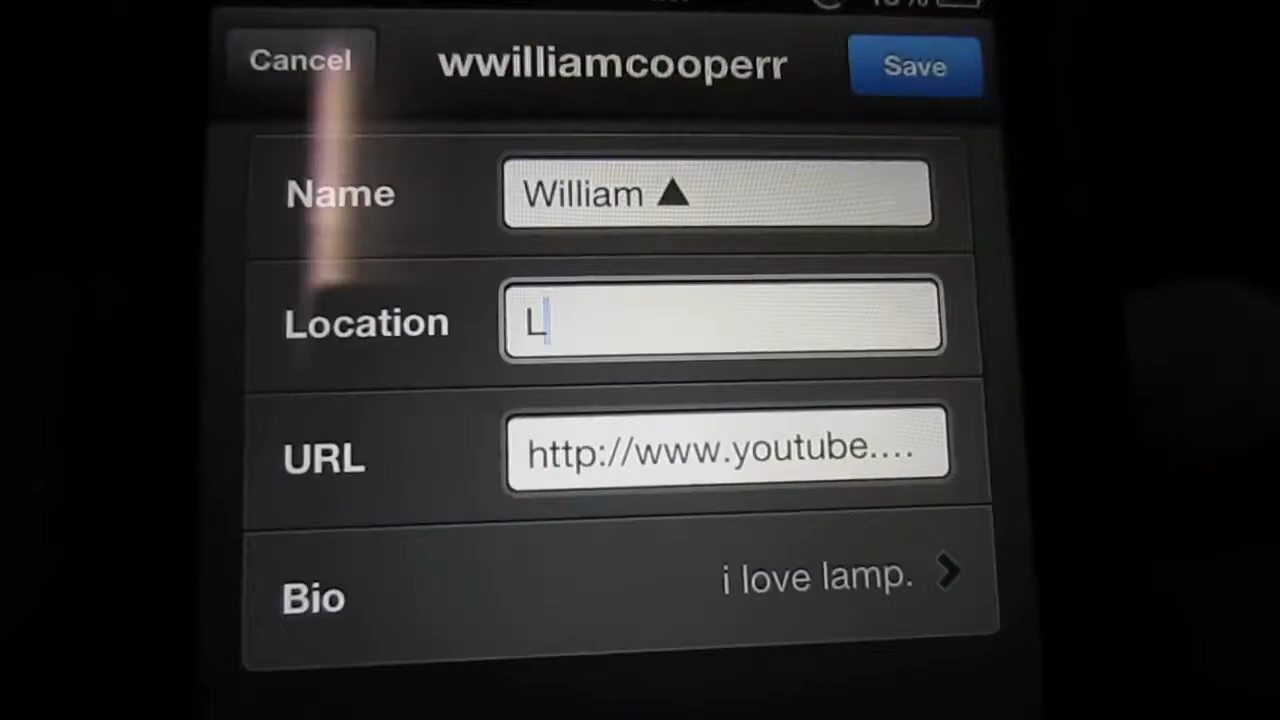 Cancel wwilliamcooperr Save
Name William ▲
Location L
URL http://www.youtube....
Bio i love lamp.